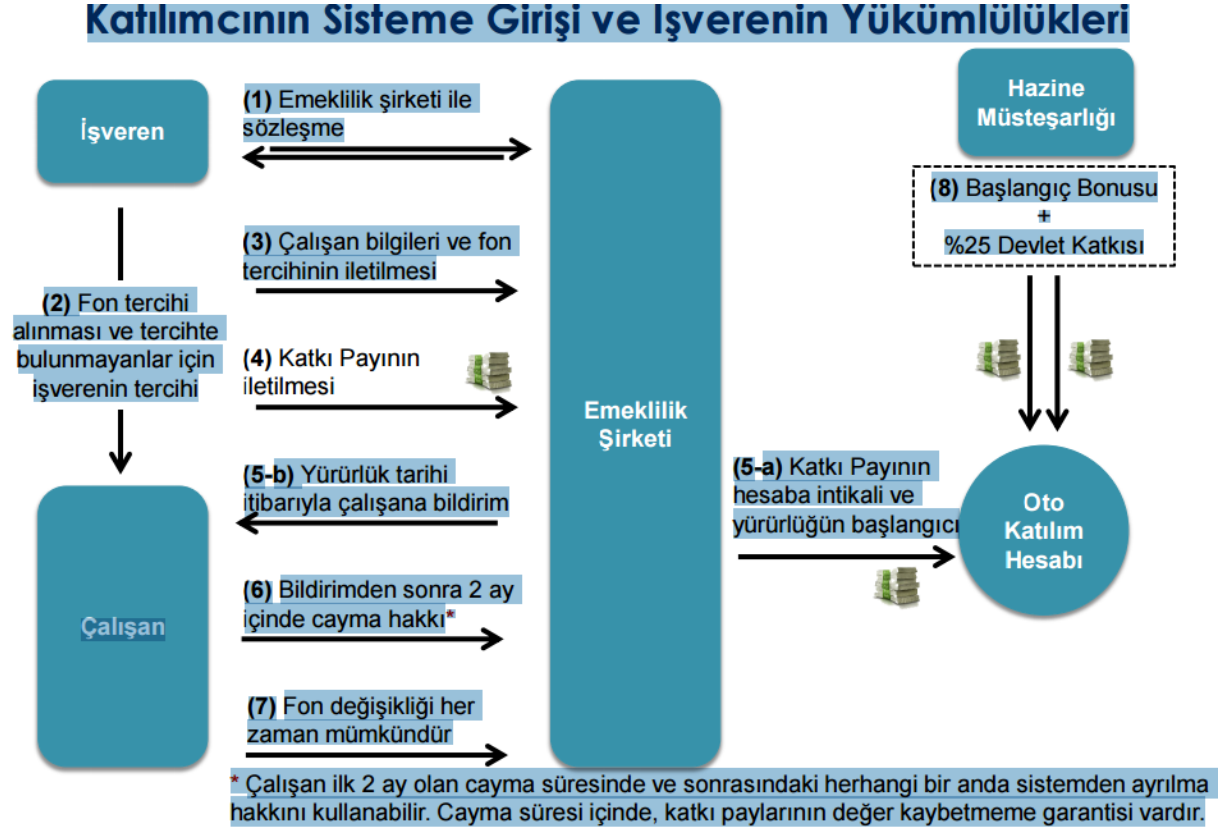 Katılımcının Sisteme Girişi ve İşverenin Yükümlülükleri
İşveren
(1) Emeklilik şirketi ile
sözleşme
Hazine
Müsteşarlığı
(8) Başlangıç Bonusu
+
%25 Devlet Katkısı
(2) Fon tercihi
alınması ve tercihte
bulunmayanlar için
işverenin tercihi
(3) Çalışan bilgileri ve fon
tercihinin iletilmesi
(4) Katkı Payının
iletilmesi
Emeklilik
Şirketi
(5-b) Yürürlük tarihi
itibarıyla çalışana bildirim
(5-a) Katkı Payının
hesaba intikali ve
yürürlüğün başlangıcı
Oto
Katılım
Hesabı
Çalışan
(6) Bildirimden sonra 2 ay
içinde cayma hakkı*
(7) Fon değişikliği her
zaman mümkündür
* Çalışan ilk 2 ay olan cayma süresinde ve sonrasındaki herhangi bir anda sistemden ayrılma
hakkını kullanabilir. Cayma süresi içinde, katkı paylarının değer kaybetmeme garantisi vardır.